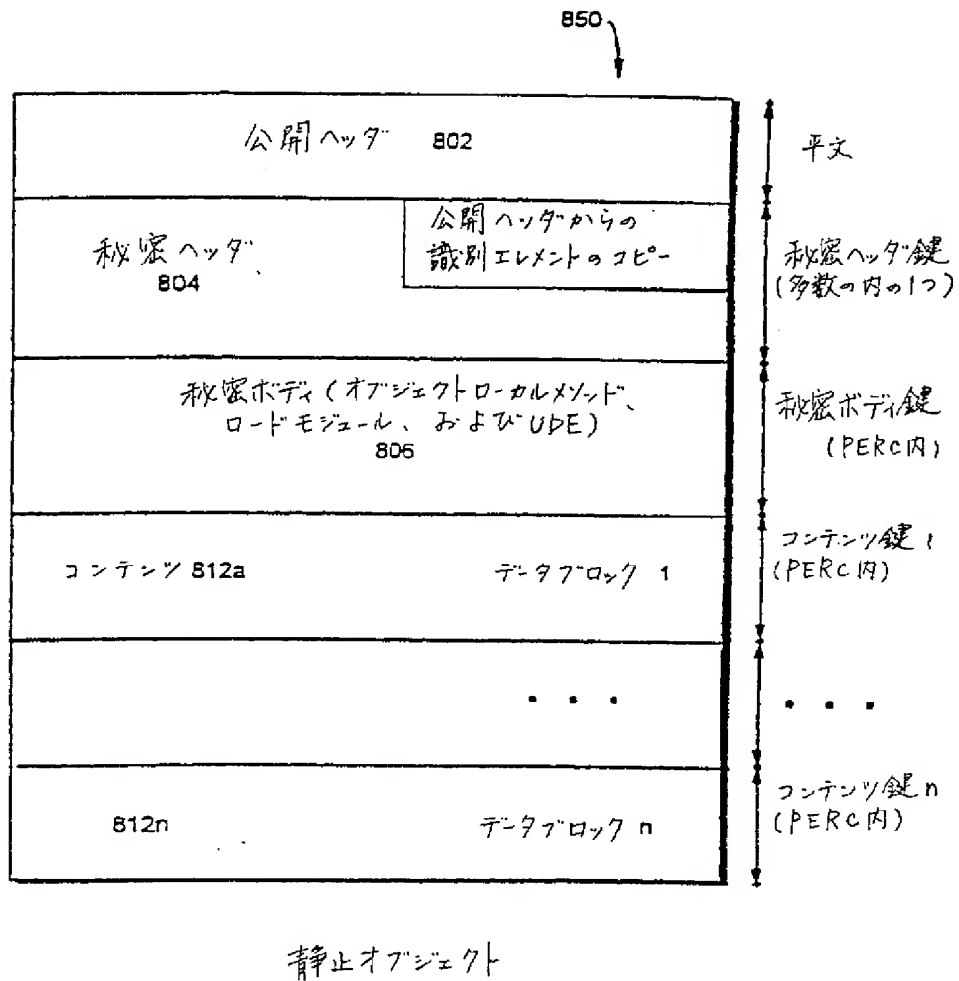 850
公開ヘッダ 802
平文
秘密ヘッダ
804
公開ヘッダからの
識別エレメントのコピー
秘密ヘッダ鍵
(多数の内の1つ)
秘密ボディ(オブジェクトローカルメソッド、
ロードモジュール、およびUDE)
806
秘密ボディ鍵
(PERC内)
コンテンツ 812a データブロック 1
コンテンツ鍵 1
(PERC内)
• • •
• • •
812n データブロック n
コンテンツ鍵 n
(PERC内)
静止オブジェクト